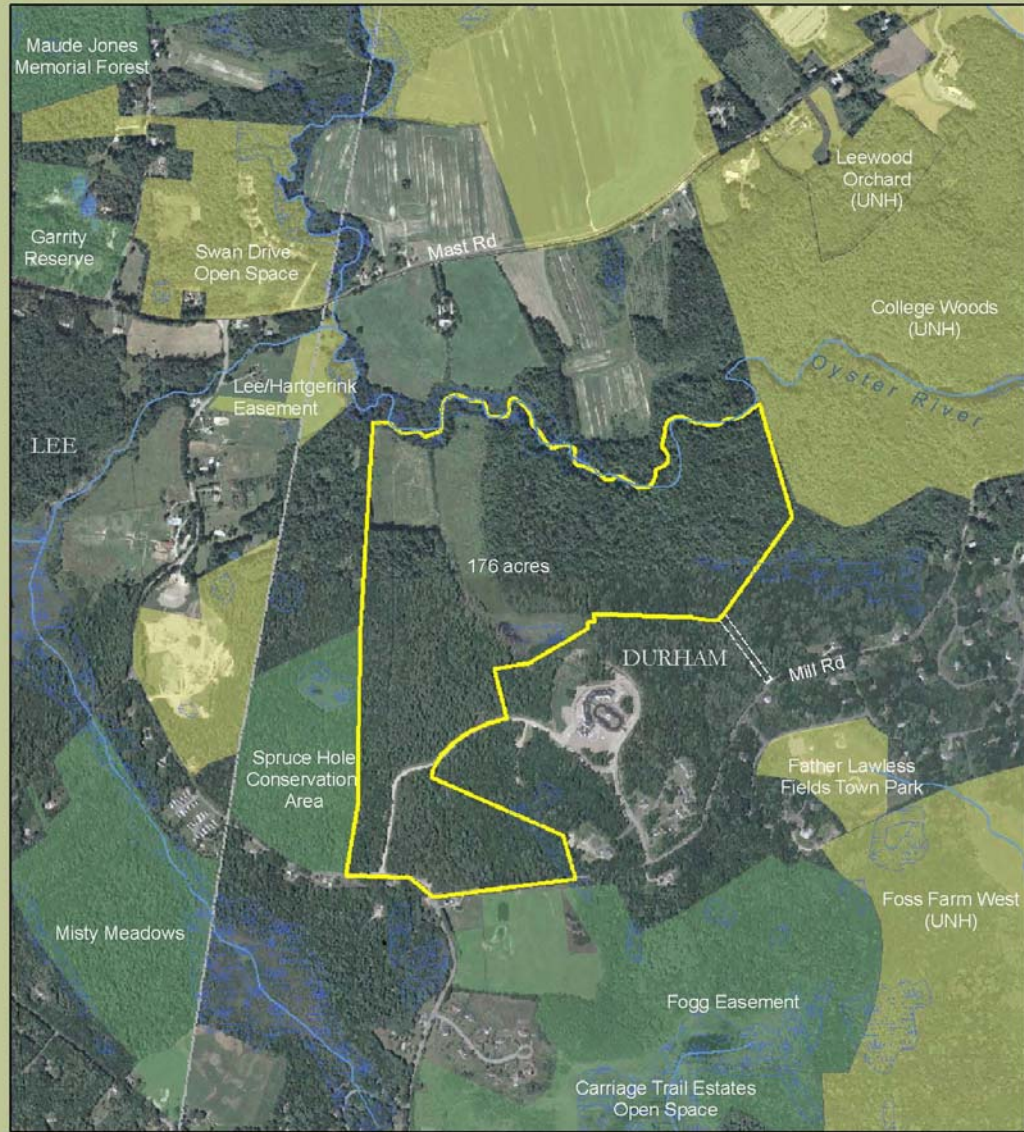 Maude Jones
Memorial Forest
Leewood
Orchard
(UNH)
Garrity
Reserve
Swan Drive
Open Space
Mast Rd
College Woods
(UNH)
Oyster River
Lee/Hartgerink
Easement
LEE
176 acres
DURHAM
Mill Rd
Spruce Hole
Conservation
Area
Father Lawless
Fields Town Park
Foss Farm West
(UNH)
Misty Meadows
Fogg Easement
Carriage Trail Estates
Open Space